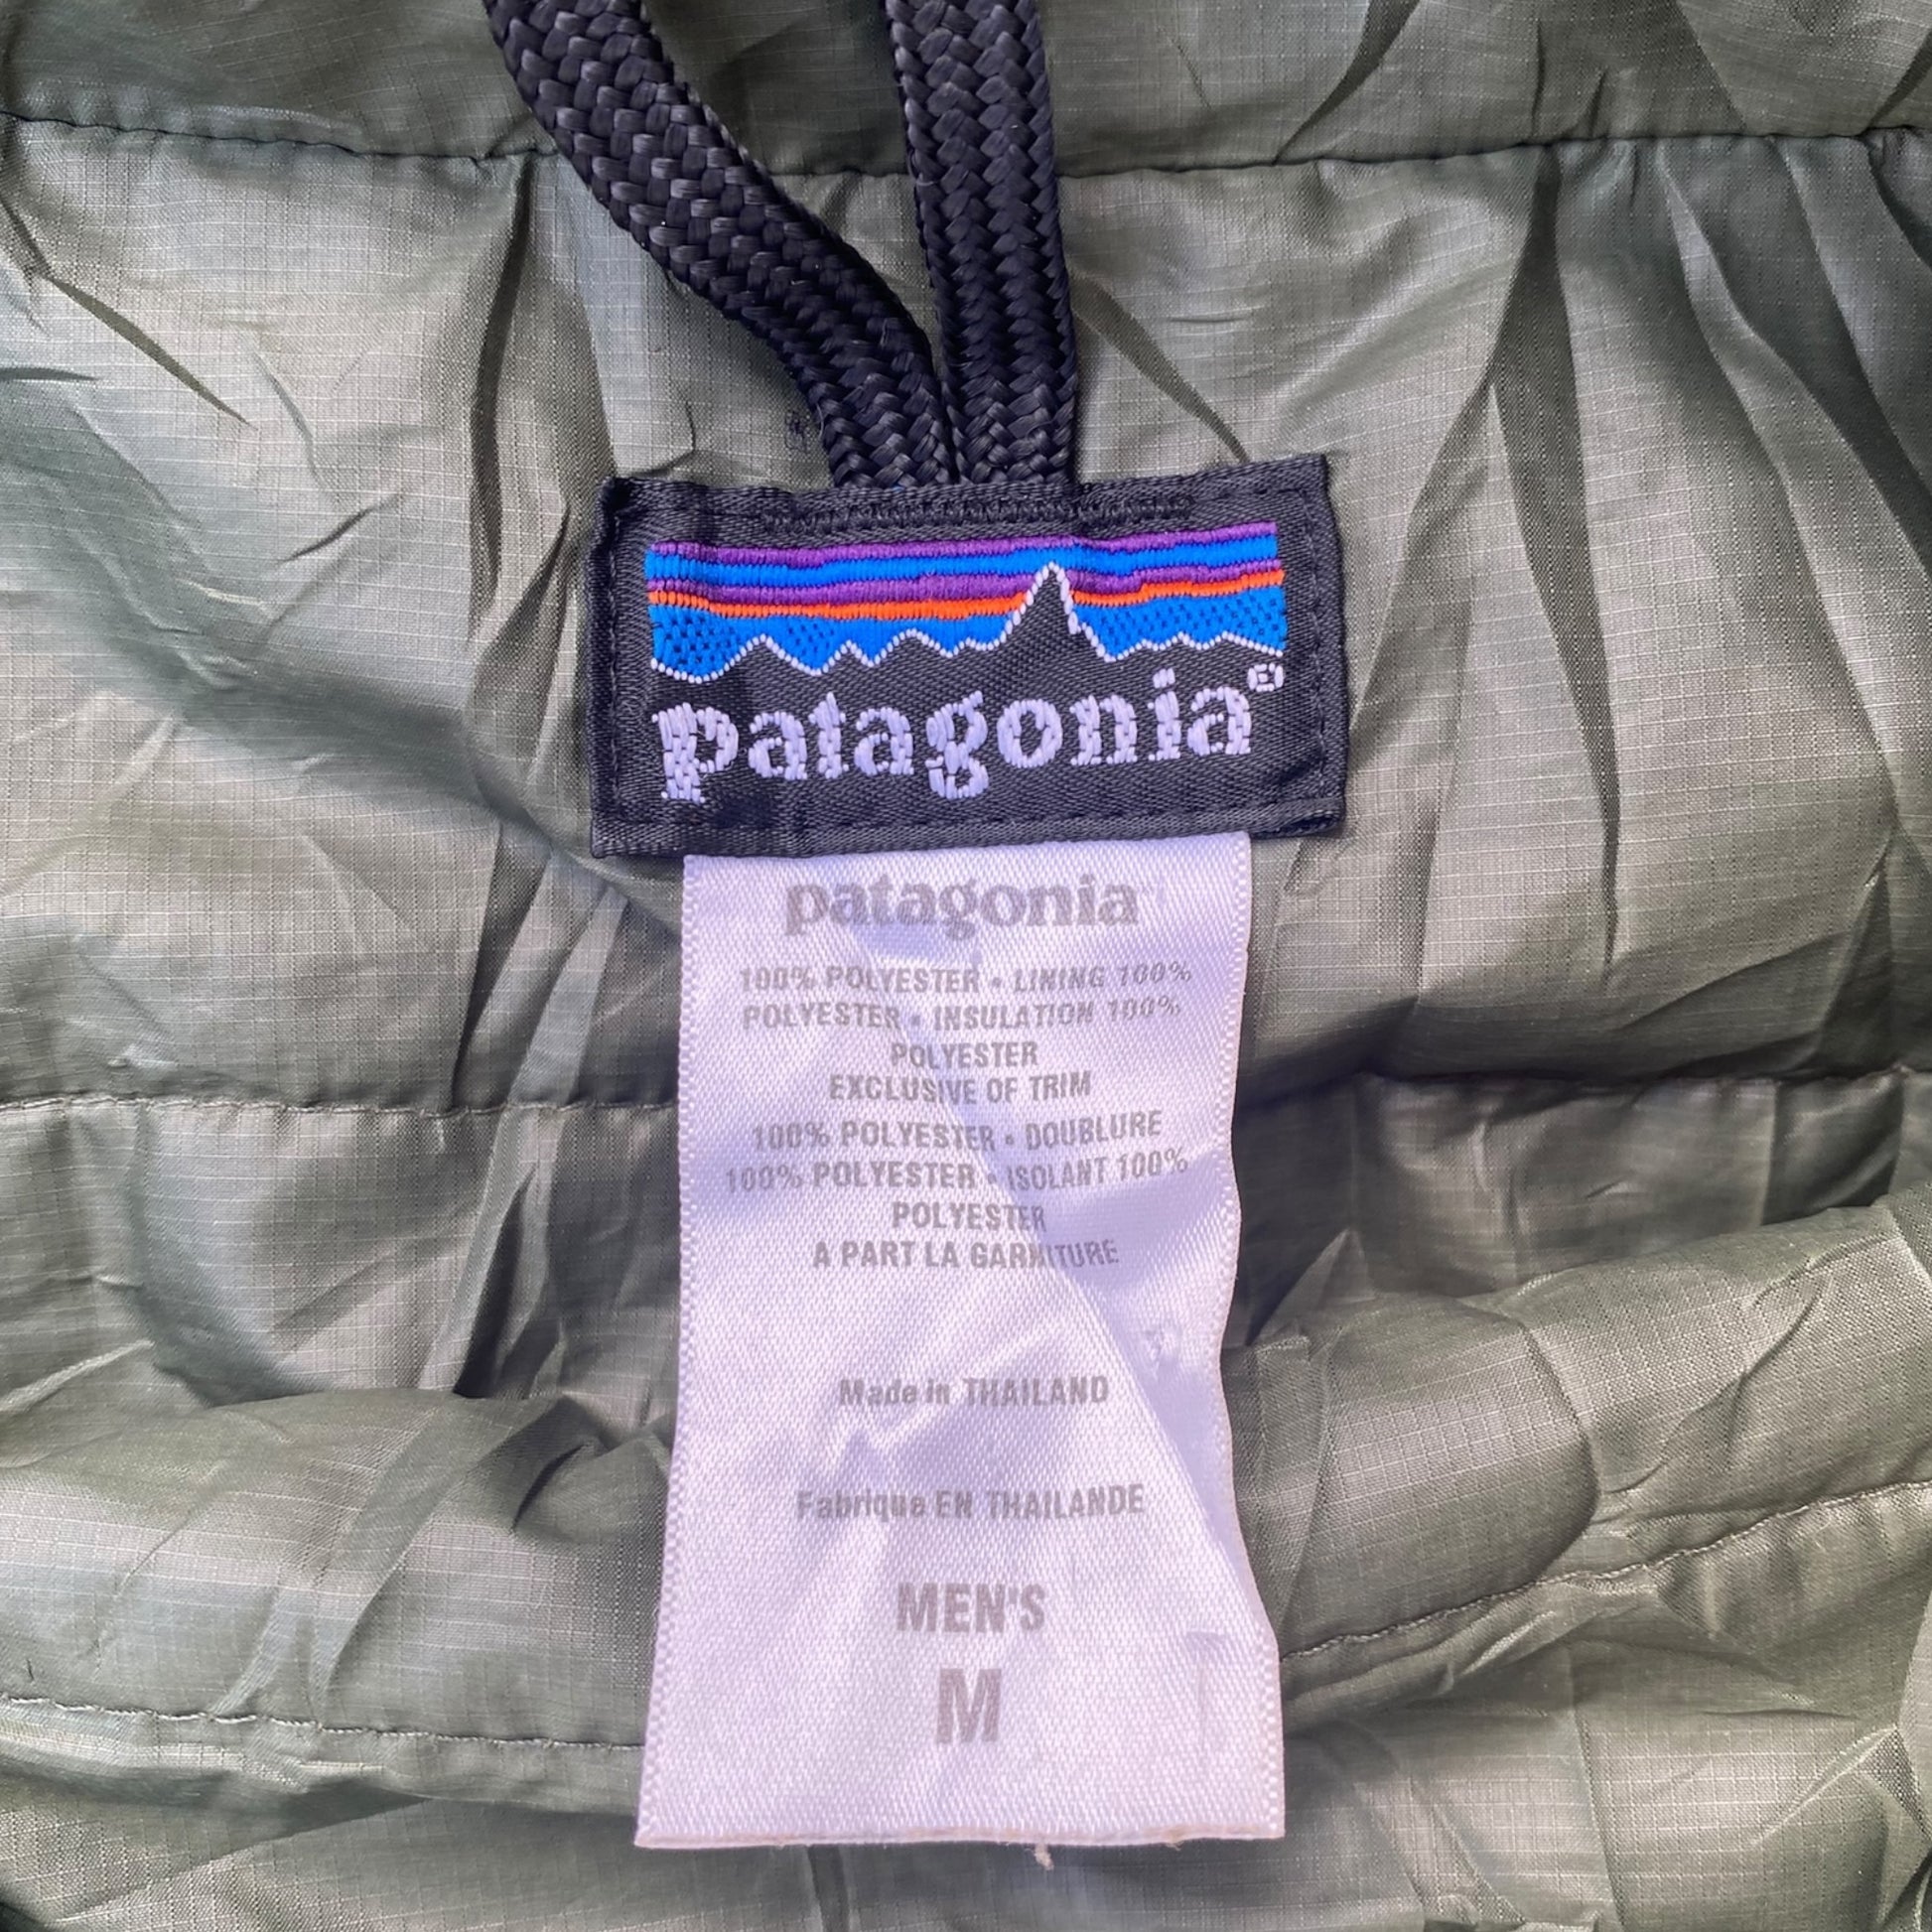 patagonia®
patagonia
100% POLYESTER • LINING 100%
POLYESTER • INSULATION 100%
POLYESTER
EXCLUSIVE OF TRIM
100% POLYESTER • DOUBLURE
100% POLYESTER • ISOLANT 100%
POLYESTER
A PART LA GARNITURE
Made in THAILAND
Fabrique EN THAILANDE
MEN'S
M